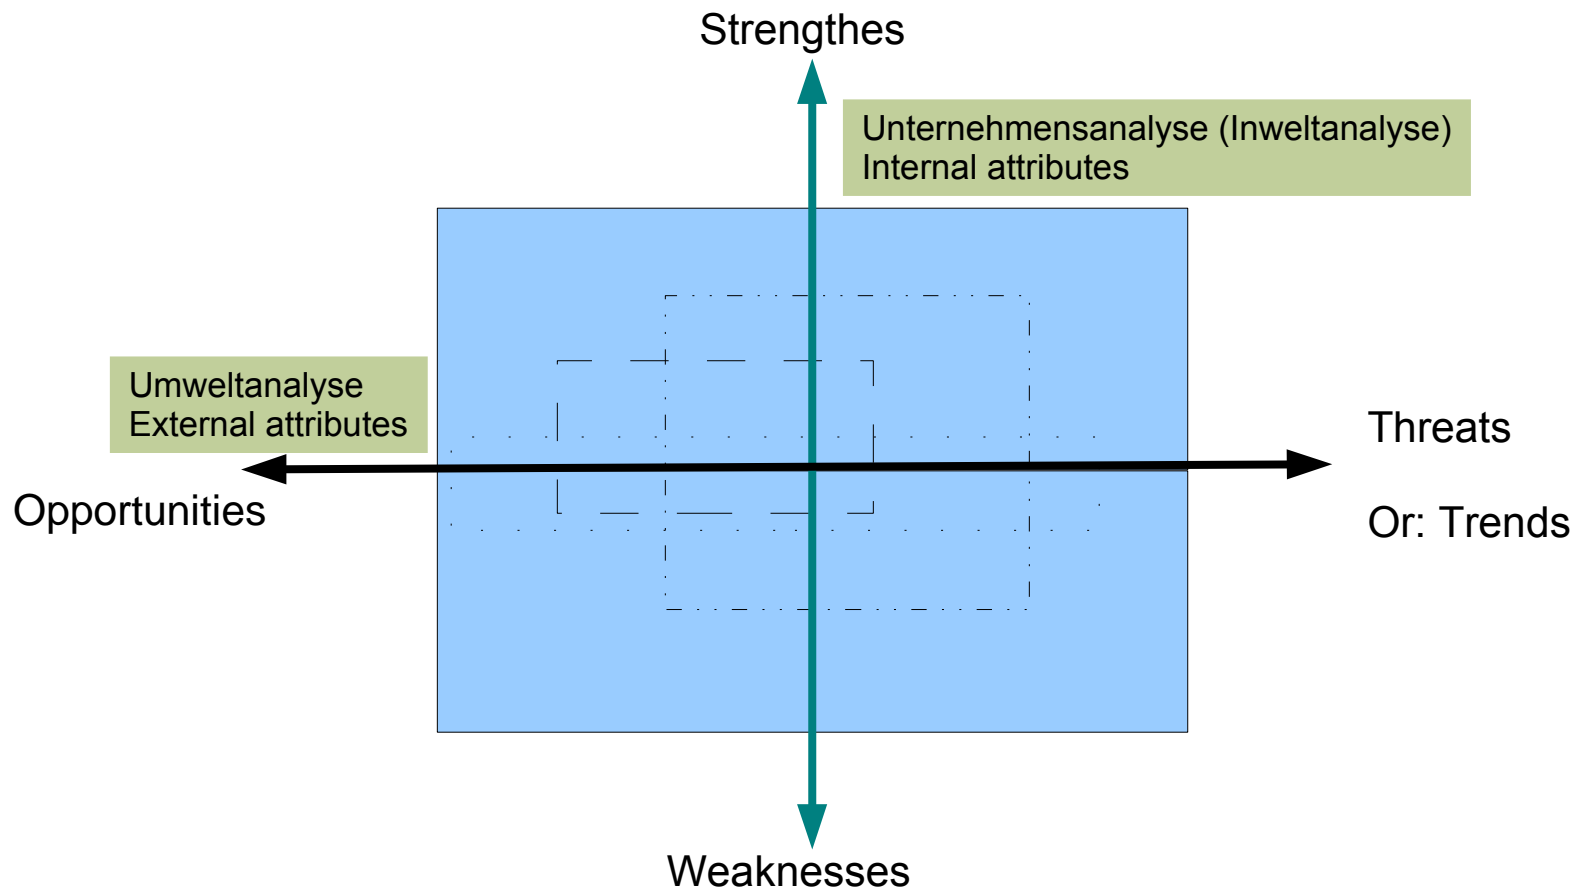 Strengthes
Unternehmensanalyse (Inweltanalyse)
Internal attributes
Umweltanalyse
External attributes
Threats
Opportunities
Or: Trends
Weaknesses